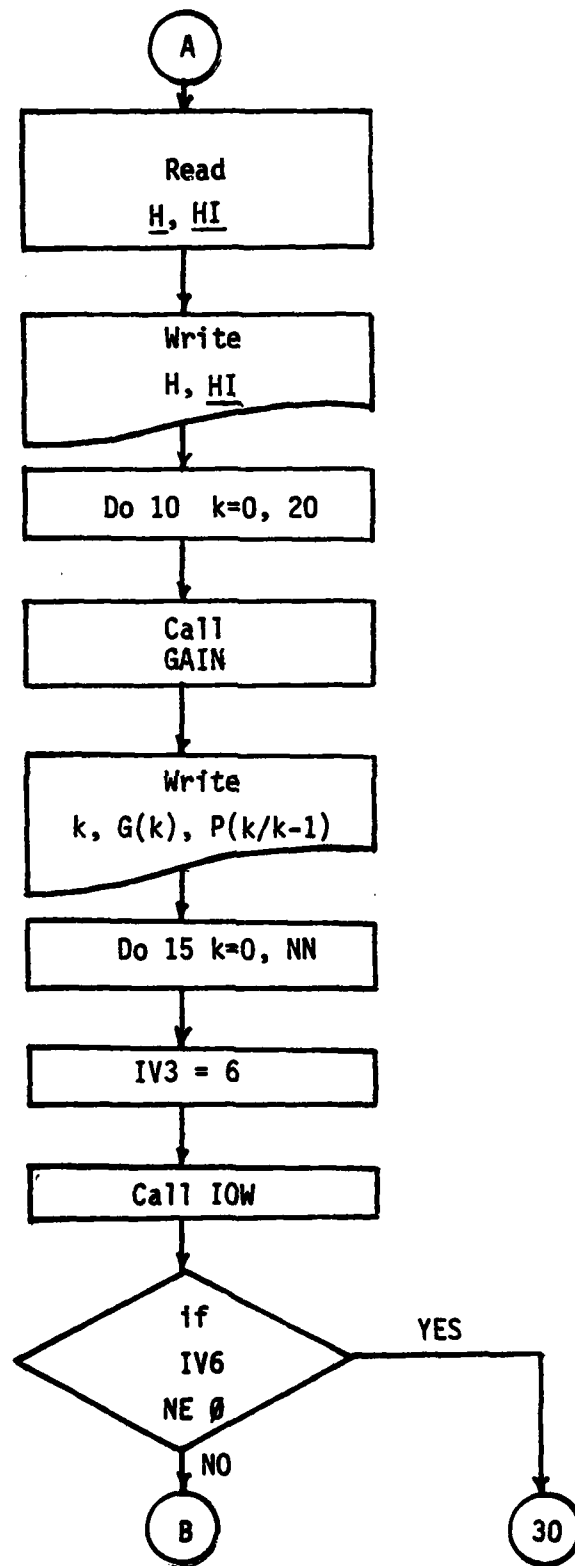 A
Read
H, HI
Write
H, HI
Do 10 k=0, 20
Call
GAIN
Write
k, G(k), P(k/k-1)
Do 15 k=0, NN
IV3 = 6
Call IOW
if
IV6
NE Ø
YES
NO
B
30